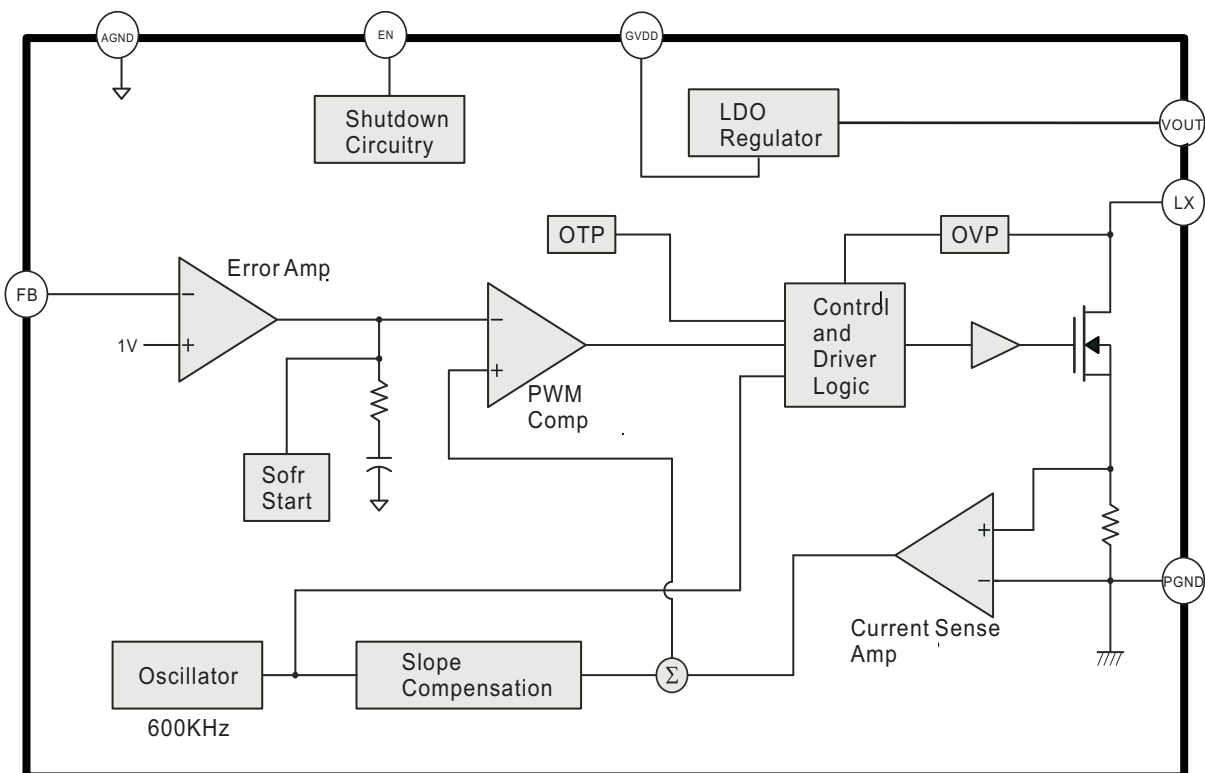 AGND
EN
GVDD
Shutdown
Circuitry
LDO
Regulator
VOUT
LX
OTP
OVP
Error Amp
FB
1V
Control
and
Driver
Logic
PWM
Comp
Sofr
Start
PGND
Current Sense
Amp
Oscillator
600KHz
Slope
Compensation
Σ